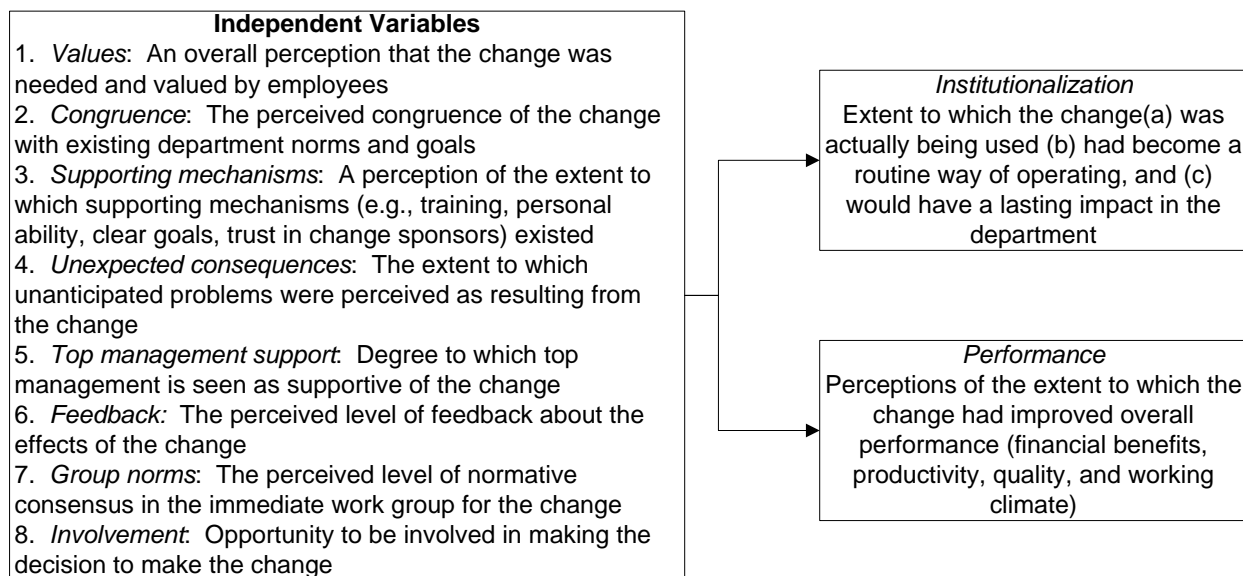 Independent Variables
1.  Values:  An overall perception that the change was
needed and valued by employees
2.  Congruence:  The perceived congruence of the change
with existing department norms and goals
3.  Supporting mechanisms:  A perception of the extent to
which supporting mechanisms (e.g., training, personal
ability, clear goals, trust in change sponsors) existed
4.  Unexpected consequences:  The extent to which
unanticipated problems were perceived as resulting from
the change
5.  Top management support:  Degree to which top
management is seen as supportive of the change
6.  Feedback:  The perceived level of feedback about the
effects of the change
7.  Group norms:  The perceived level of normative
consensus in the immediate work group for the change
8.  Involvement:  Opportunity to be involved in making the
decision to make the change
Institutionalization
Extent to which the change(a) was
actually being used (b) had become a
routine way of operating, and (c)
would have a lasting impact in the
department
Performance
Perceptions of the extent to which the
change had improved overall
performance (financial benefits,
productivity, quality, and working
climate)